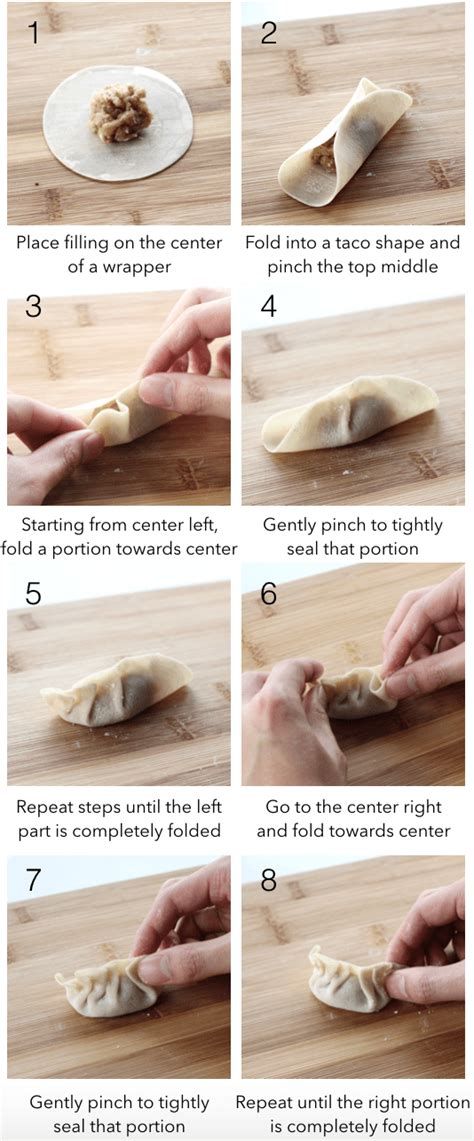 1
Place filling on the center
of a wrapper
2
Fold into a taco shape and
pinch the top middle
3
Starting from center left,
fold a portion towards center
4
Gently pinch to tightly
seal that portion
5
Repeat steps until the left
part is completely folded
6
Go to the center right
and fold towards center
7
Gently pinch to tightly
seal that portion
8
Repeat until the right portion
is completely folded